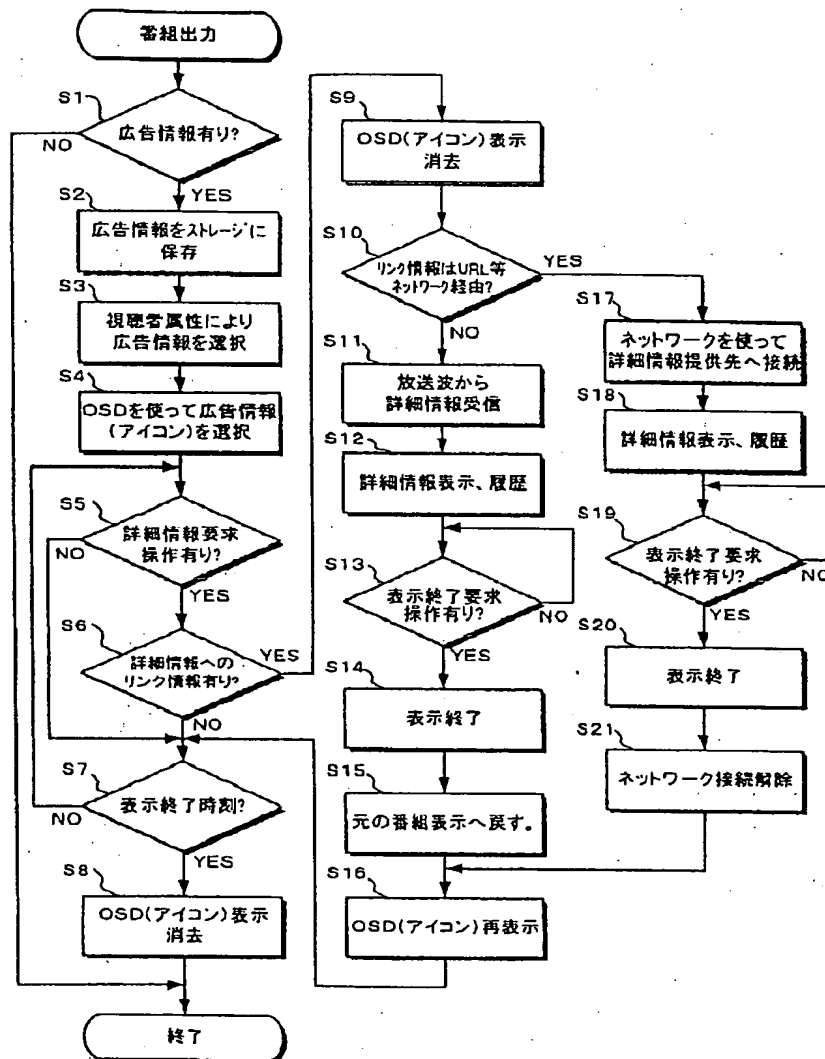 番組出力
S1
広告情報有り?
NO
YES
S2
広告情報をストレージに
保存
S3
視聴者属性により
広告情報を選択
S4
OSDを使って広告情報
(アイコン)を選択
S5
詳細情報要求
操作有り?
NO
YES
S6
詳細情報への
リンク情報有り?
YES
NO
S7
表示終了時刻?
NO
YES
S8
OSD(アイコン)表示
消去
終了
S9
OSD(アイコン)表示
消去
S10
リンク情報はURL等
ネットワーク経由?
YES
NO
S11
放送波から
詳細情報受信
S12
詳細情報表示、履歴
S13
表示終了要求
操作有り?
NO
YES
S14
表示終了
S15
元の番組表示へ戻す。
S16
OSD(アイコン)再表示
S17
ネットワークを使って
詳細情報提供先へ接続
S18
詳細情報表示、履歴
S19
表示終了要求
操作有り?
NO
YES
S20
表示終了
S21
ネットワーク接続解除